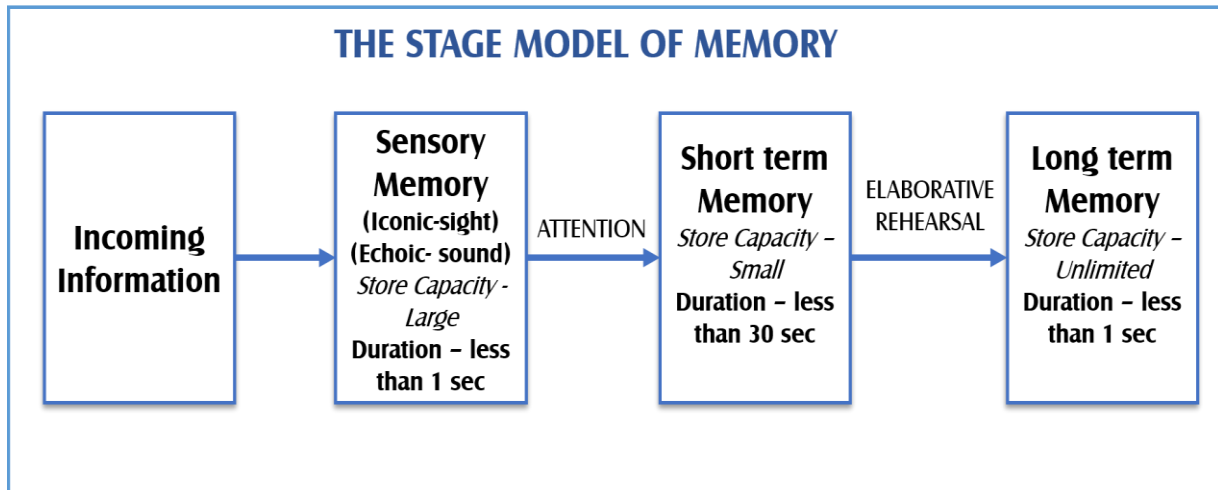 THE STAGE MODEL OF MEMORY
Incoming
Information
Sensory
Memory
(Iconic-sight)
(Echoic- sound)
Store Capacity -
Large
Duration – less
than 1 sec
ATTENTION
Short term
Memory
Store Capacity –
Small
Duration – less
than 30 sec
ELABORATIVE
REHEARSAL
Long term
Memory
Store Capacity –
Unlimited
Duration – less
than 1 sec